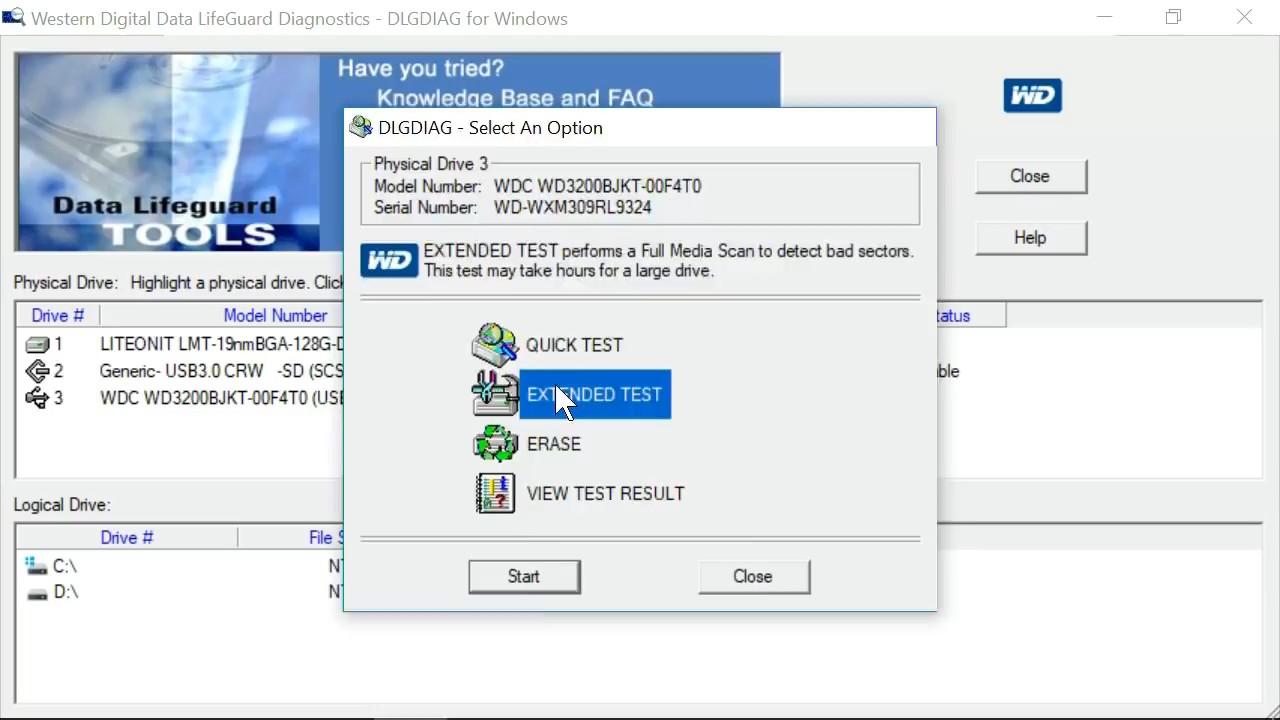 Western Digital Data LifeGuard Diagnostics - DLGDIAG for Windows
Have you tried?
Knowledge Base and FAQ
Data Lifeguard
TOOLS
WD
Close
Help
DLGDIAG - Select An Option
Physical Drive 3
Model Number: WDC WD3200BJKT-00F4T0
Serial Number: WD-WXM309RL9324
WD
EXTENDED TEST performs a Full Media Scan to detect bad sectors.
This test may take hours for a large drive.
QUICK TEST
EXTENDED TEST
ERASE
VIEW TEST RESULT
Start
Close
Physical Drive: Highlight a physical drive.
Drive # Model Number
1 LITEONIT LMT-19nmBGA-128G-
2 Generic- USB3.0 CRW -SD (SCS
3 WDC WD3200BJKT-00F4T0 (US
Logical Drive:
Drive # File
C:\
D:\